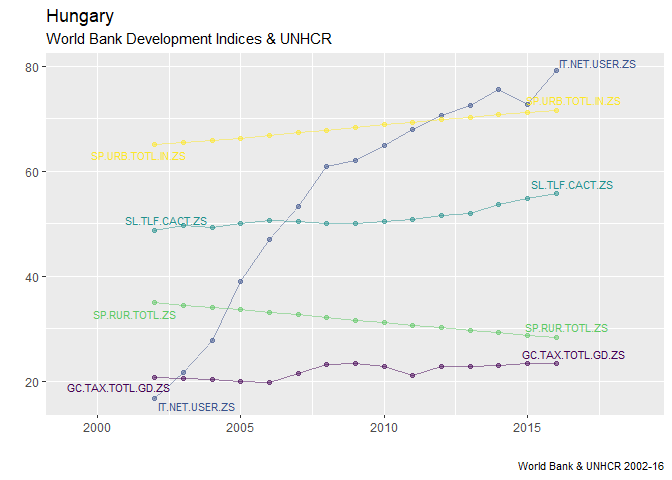 Hungary
World Bank Development Indices & UNHCR
80
IT.NET.USER.ZS
SP.URB.TOTL.IN.ZS
SP.URB.TOTL.IN.ZS
60
SL.TLF.CACT.ZS
SL.TLF.CACT.ZS
40
SP.RUR.TOTL.ZS
SP.RUR.TOTL.ZS
GC.TAX.TOTL.GD.ZS
20
GC.TAX.TOTL.GD.ZS
IT.NET.USER.ZS
2000 2005 2010 2015
World Bank & UNHCR 2002-16